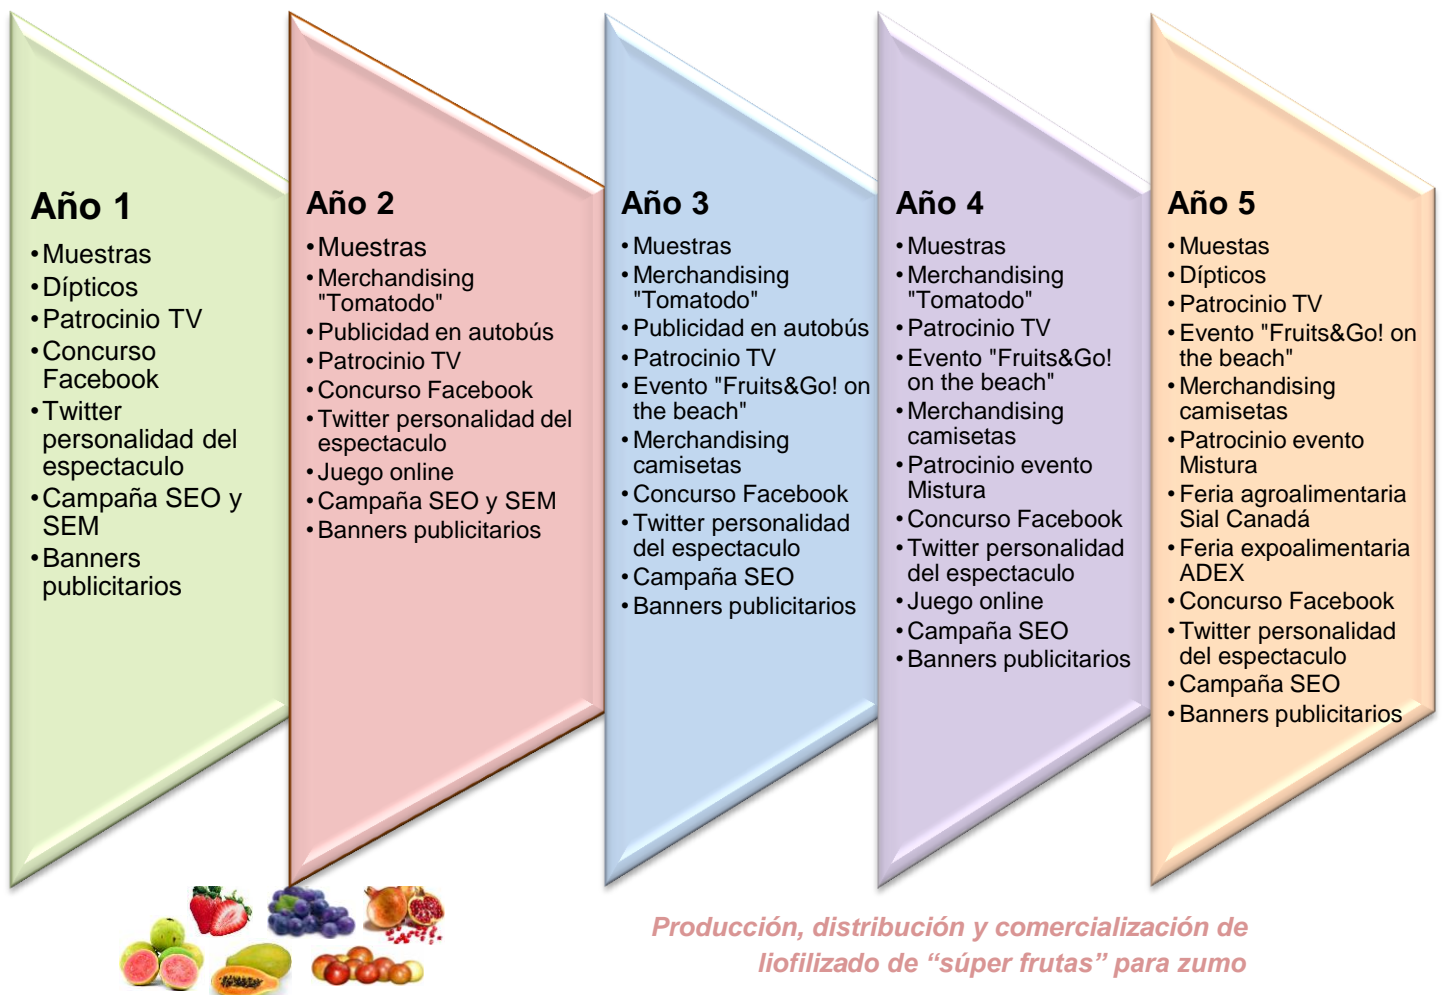 Año 1
•Muestras
•Dípticos
•Patrocinio TV
•Concurso
Facebook
•Twitter
personalidad del
espectaculo
•Campaña SEO y
SEM
•Banners
publicitarios
Año 2
•Muestras
•Merchandising
"Tomatodo"
•Publicidad en autobús
•Patrocinio TV
•Concurso Facebook
•Twitter personalidad del
espectaculo
•Juego online
•Campaña SEO y SEM
•Banners publicitarios
Año 3
•Muestras
•Merchandising
"Tomatodo"
•Publicidad en autobús
•Patrocinio TV
•Evento "Fruits&Go! on
the beach"
•Merchandising
camisetas
•Concurso Facebook
•Twitter personalidad
del espectaculo
•Campaña SEO
•Banners publicitarios
Año 4
•Muestras
•Merchandising
"Tomatodo"
•Patrocinio TV
•Evento "Fruits&Go!
on the beach"
•Merchandising
camisetas
•Patrocinio evento
Mistura
•Concurso Facebook
•Twitter personalidad
del espectaculo
•Juego online
•Campaña SEO
•Banners publicitarios
Año 5
•Muestas
•Dípticos
•Patrocinio TV
•Evento "Fruits&Go! on
the beach"
•Merchandising
camisetas
•Patrocinio evento
Mistura
•Feria agroalimentaria
Sial Canadá
•Feria expoalimentaria
ADEX
•Concurso Facebook
•Twitter personalidad
del espectaculo
•Campaña SEO
•Banners publicitarios
Producción, distribución y comercialización de
liofilizado de “súper frutas” para zumo